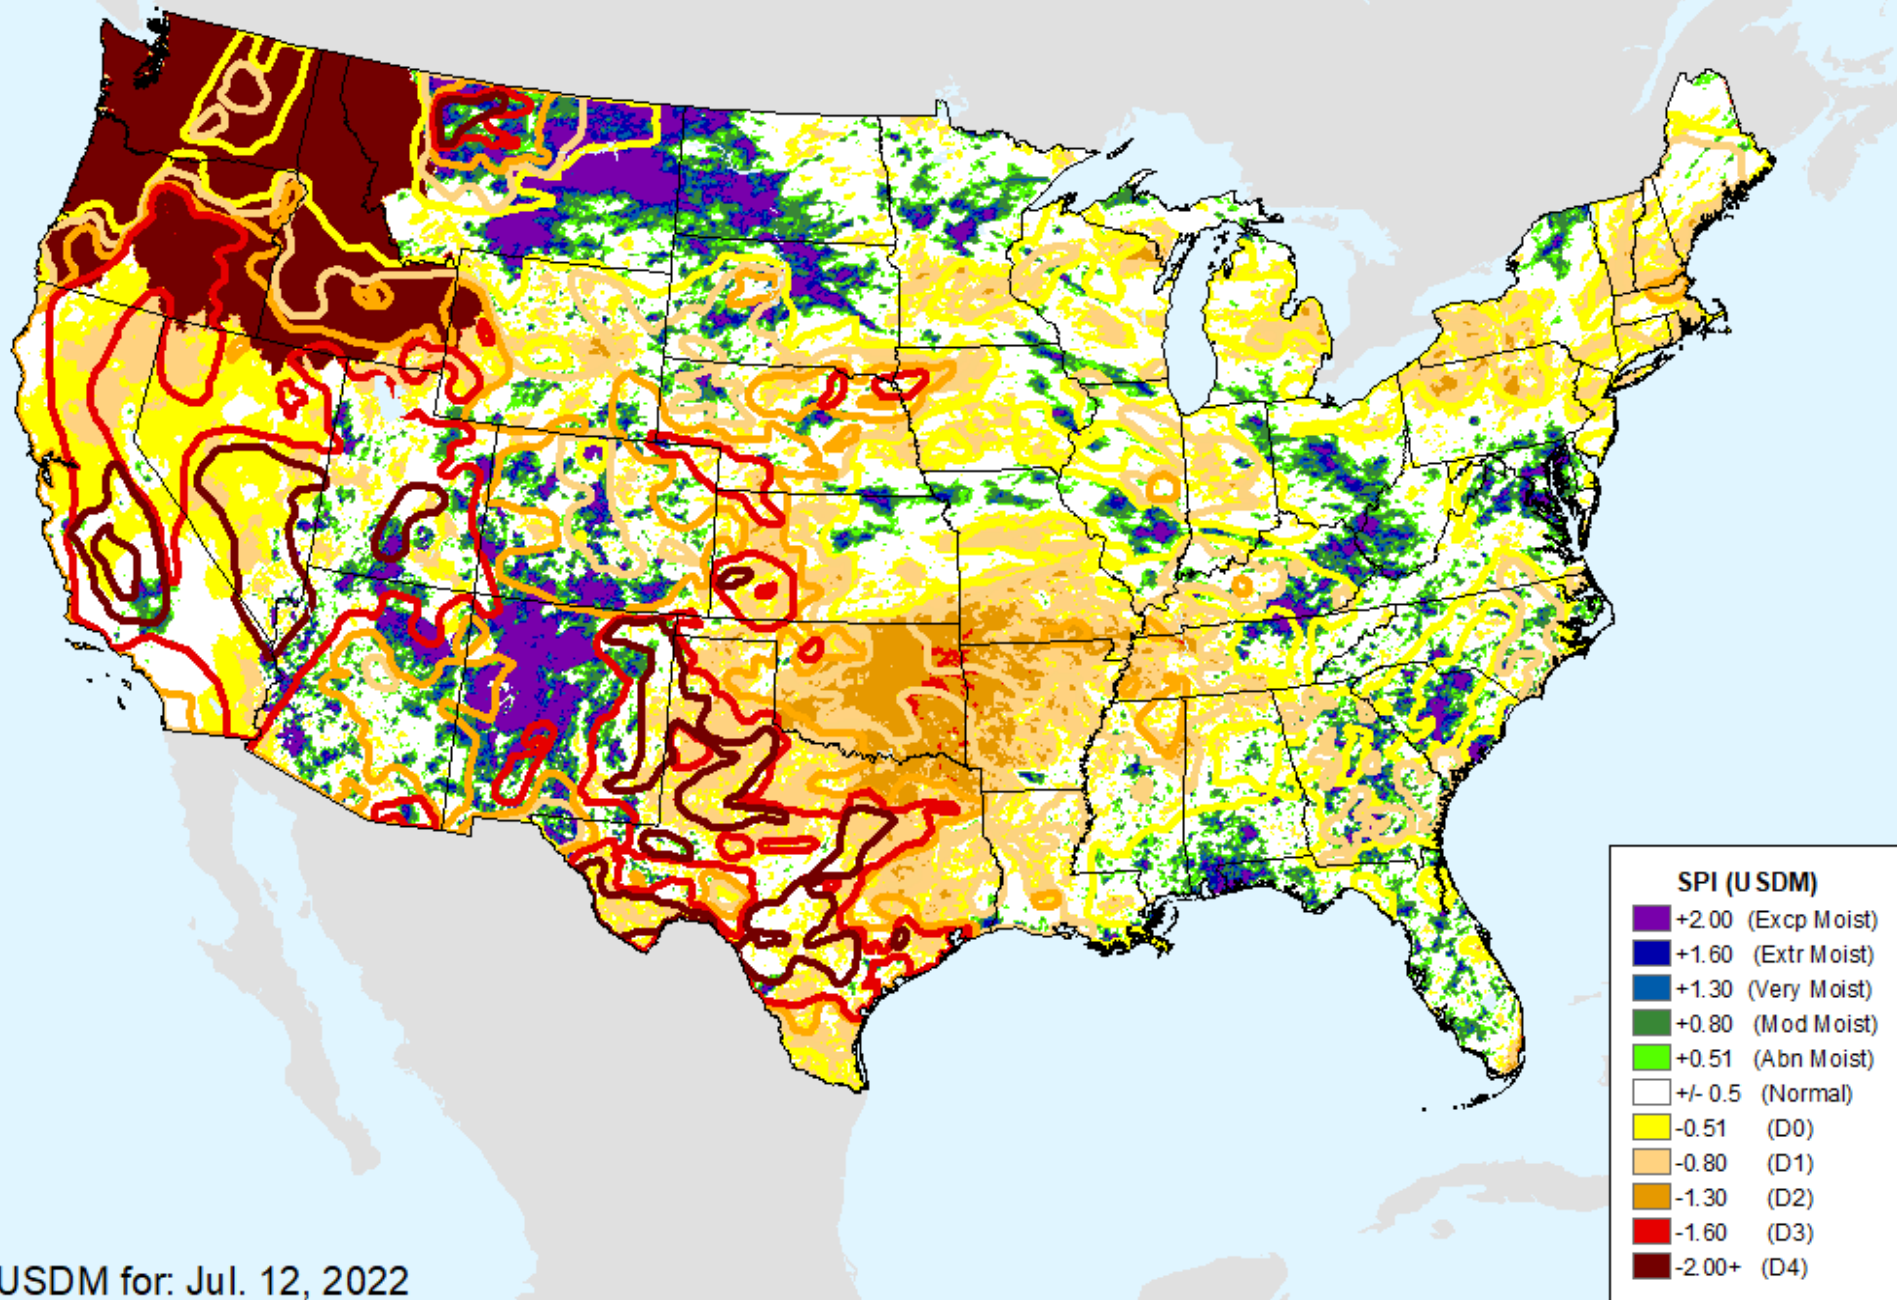 SPI (USDM)
+2.00 (Excp Moist)
+1.60 (Extr Moist)
+1.30 (Very Moist)
+0.80 (Mod Moist)
+0.51 (Abn Moist)
+/- 0.5 (Normal)
-0.51 (D0)
-0.80 (D1)
-1.30 (D2)
-1.60 (D3)
-2.00+ (D4)
USDM for: Jul. 12, 2022